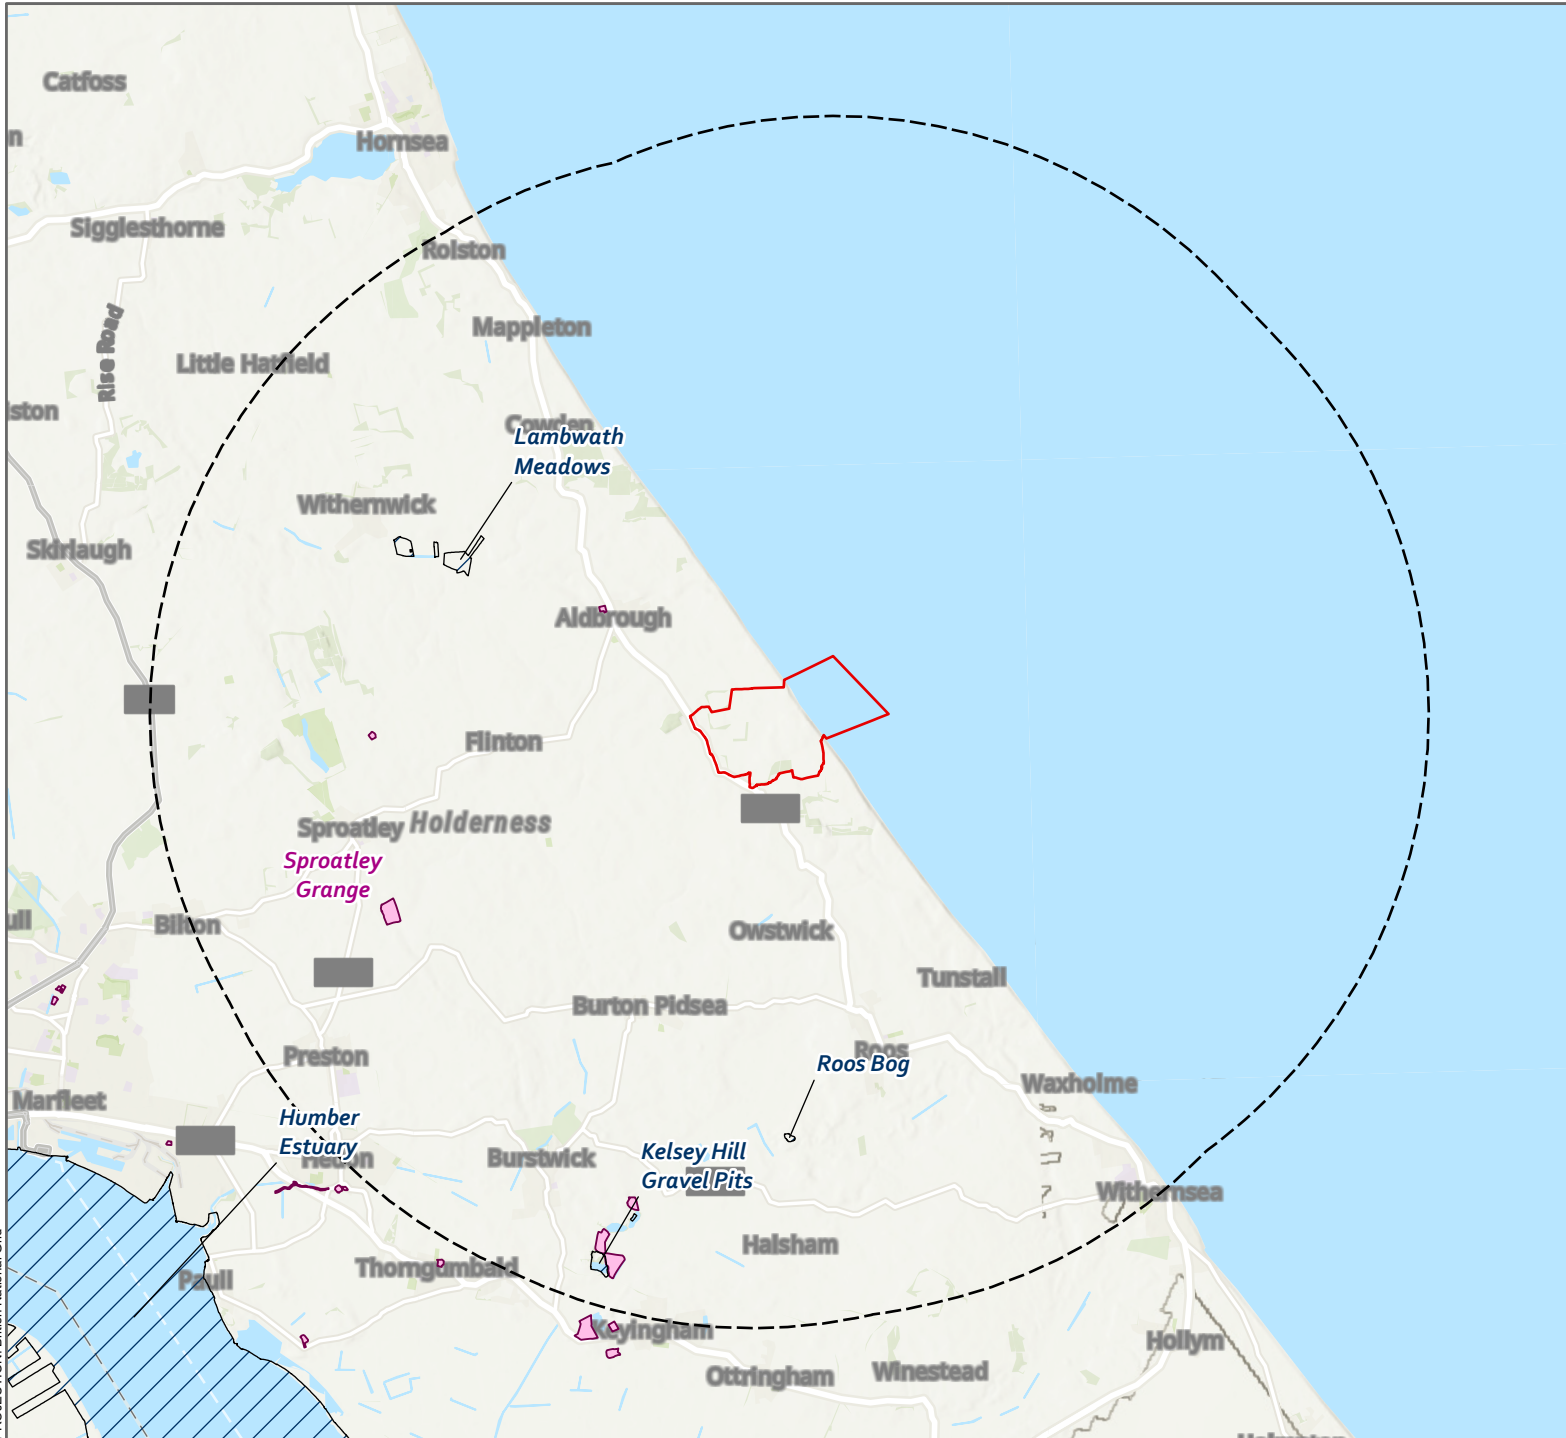 Catfoss
Hornsea
Sigglesthorne
Rolston
Rise Road
Mappleton
Little Hatfield
Cowden
Lambwath
Meadows
Withernwick
Skirlaugh
Aldbrough
Flinton
Sproatley
Holderness
Sproatley
Grange
Bilton
Owstwick
Tunstall
Burton Pidsea
Roos
Roos Bog
Preston
Waxholme
Marfleet
Humber
Estuary
Hedon
Burstwick
Kelsey Hill
Gravel Pits
Withernsea
Halsham
Thorngumbald
Paull
Keyingham
Hollym
Ottringham
Winestead